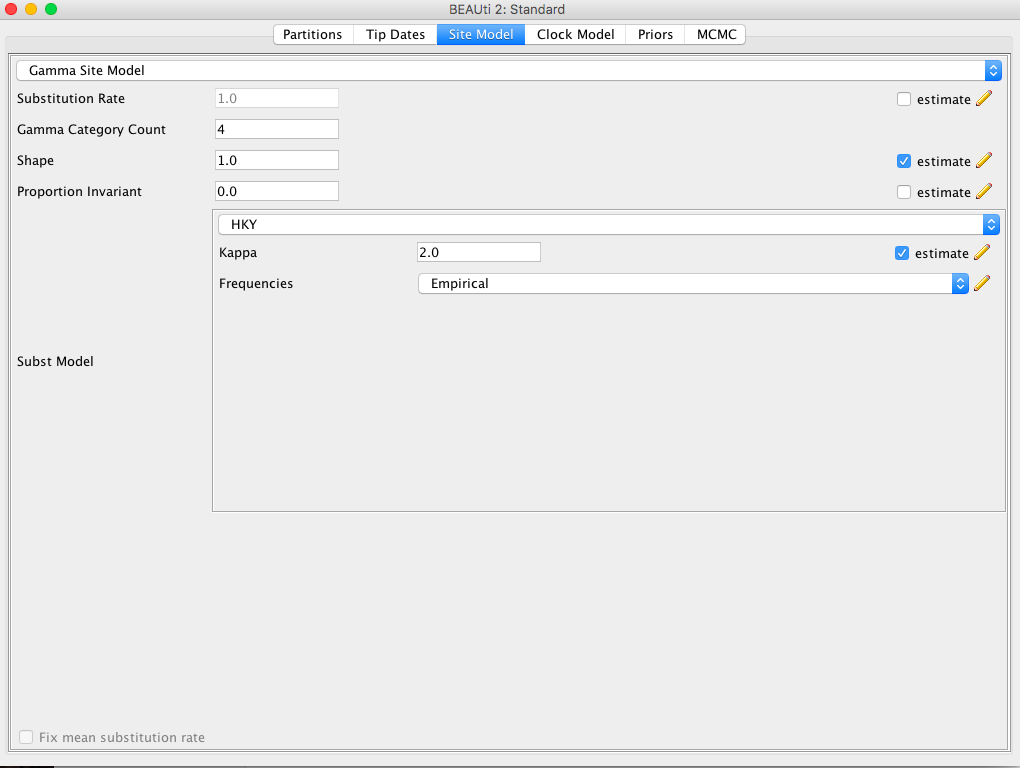 BEAUti 2: Standard
Partitions Tip Dates Site Model Clock Model Priors MCMC
Gamma Site Model
Substitution Rate 1.0 estimate
Gamma Category Count 4
Shape 1.0 estimate
Proportion Invariant 0.0 estimate
HKY
Kappa 2.0 estimate
Frequencies Empirical
Subst Model
Fix mean substitution rate